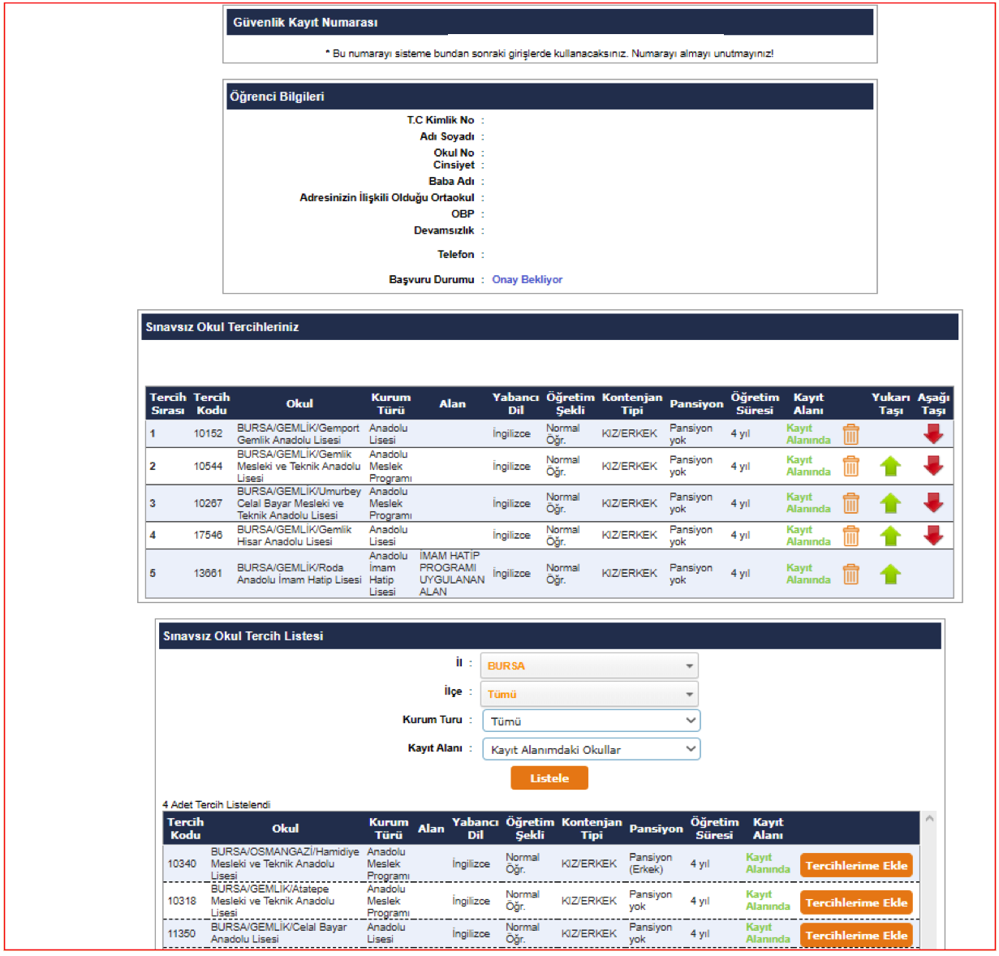 Güvenlik Kayıt Numarası
* Bu numarayı sisteme bundan sonraki girişlerde kullanacaksınız. Numarayı almayı unutmayınız!
Öğrenci Bilgileri
T.C Kimlik No :
Adı Soyadı :
Okul No :
Cinsiyet :
Baba Adı :
Adresinizin İlişkili Olduğu Ortaokul :
OBP :
Devamsızlık :
Telefon :
Başvuru Durumu : Onay Bekliyor
Sınavsız Okul Tercihleriniz
Tercih Sırası Tercih Kodu Okul Kurum Türü Alan Yabancı Dil Öğretim Şekli Kontenjan Tipi Pansiyon Öğretim Süresi Kayıt Alanı Yukarı Taşı Aşağı Taşı
1 10152 BURSA/GEMLİK/Gemport Gemlik Anadolu Lisesi Anadolu Lisesi İngilizce Normal Öğr. KIZ/ERKEK Pansiyon yok 4 yıl Kayıt Alanında
2 10544 BURSA/GEMLİK/Gemlik Mesleki ve Teknik Anadolu Lisesi Anadolu Meslek Programı İngilizce Normal Öğr. KIZ/ERKEK Pansiyon yok 4 yıl Kayıt Alanında
3 10267 BURSA/GEMLİK/Umurbey Celal Bayar Mesleki ve Teknik Anadolu Lisesi Anadolu Meslek Programı İngilizce Normal Öğr. KIZ/ERKEK Pansiyon yok 4 yıl Kayıt Alanında
4 17546 BURSA/GEMLİK/Gemlik Hisar Anadolu Lisesi Anadolu Lisesi İngilizce Normal Öğr. KIZ/ERKEK Pansiyon yok 4 yıl Kayıt Alanında
5 13661 BURSA/GEMLİK/Roda Anadolu İmam Hatip Lisesi Anadolu İmam Hatip Lisesi İMAM HATİP PROGRAMI UYGULANAN ALAN İngilizce Normal Öğr. KIZ/ERKEK Pansiyon yok 4 yıl Kayıt Alanında
Sınavsız Okul Tercih Listesi
İl : BURSA
İlçe : Tümü
Kurum Turu : Tümü
Kayıt Alanı : Kayıt Alanımdaki Okullar
Listele
4 Adet Tercih Listelendi
Tercih Kodu Okul Kurum Türü Alan Yabancı Dil Öğretim Şekli Kontenjan Tipi Pansiyon Öğretim Süresi Kayıt Alanı
10340 BURSA/OSMANGAZİ/Hamidiye Mesleki ve Teknik Anadolu Lisesi Anadolu Meslek Programı İngilizce Normal Öğr. KIZ/ERKEK Pansiyon (Erkek) 4 yıl Kayıt Alanında Tercihlerime Ekle
10318 BURSA/GEMLİK/Atatepe Mesleki ve Teknik Anadolu Lisesi Anadolu Meslek Programı İngilizce Normal Öğr. KIZ/ERKEK Pansiyon yok 4 yıl Kayıt Alanında Tercihlerime Ekle
11350 BURSA/GEMLİK/Celal Bayar Anadolu Lisesi Anadolu Lisesi İngilizce Normal Öğr. KIZ/ERKEK Pansiyon yok 4 yıl Kayıt Alanında Tercihlerime Ekle